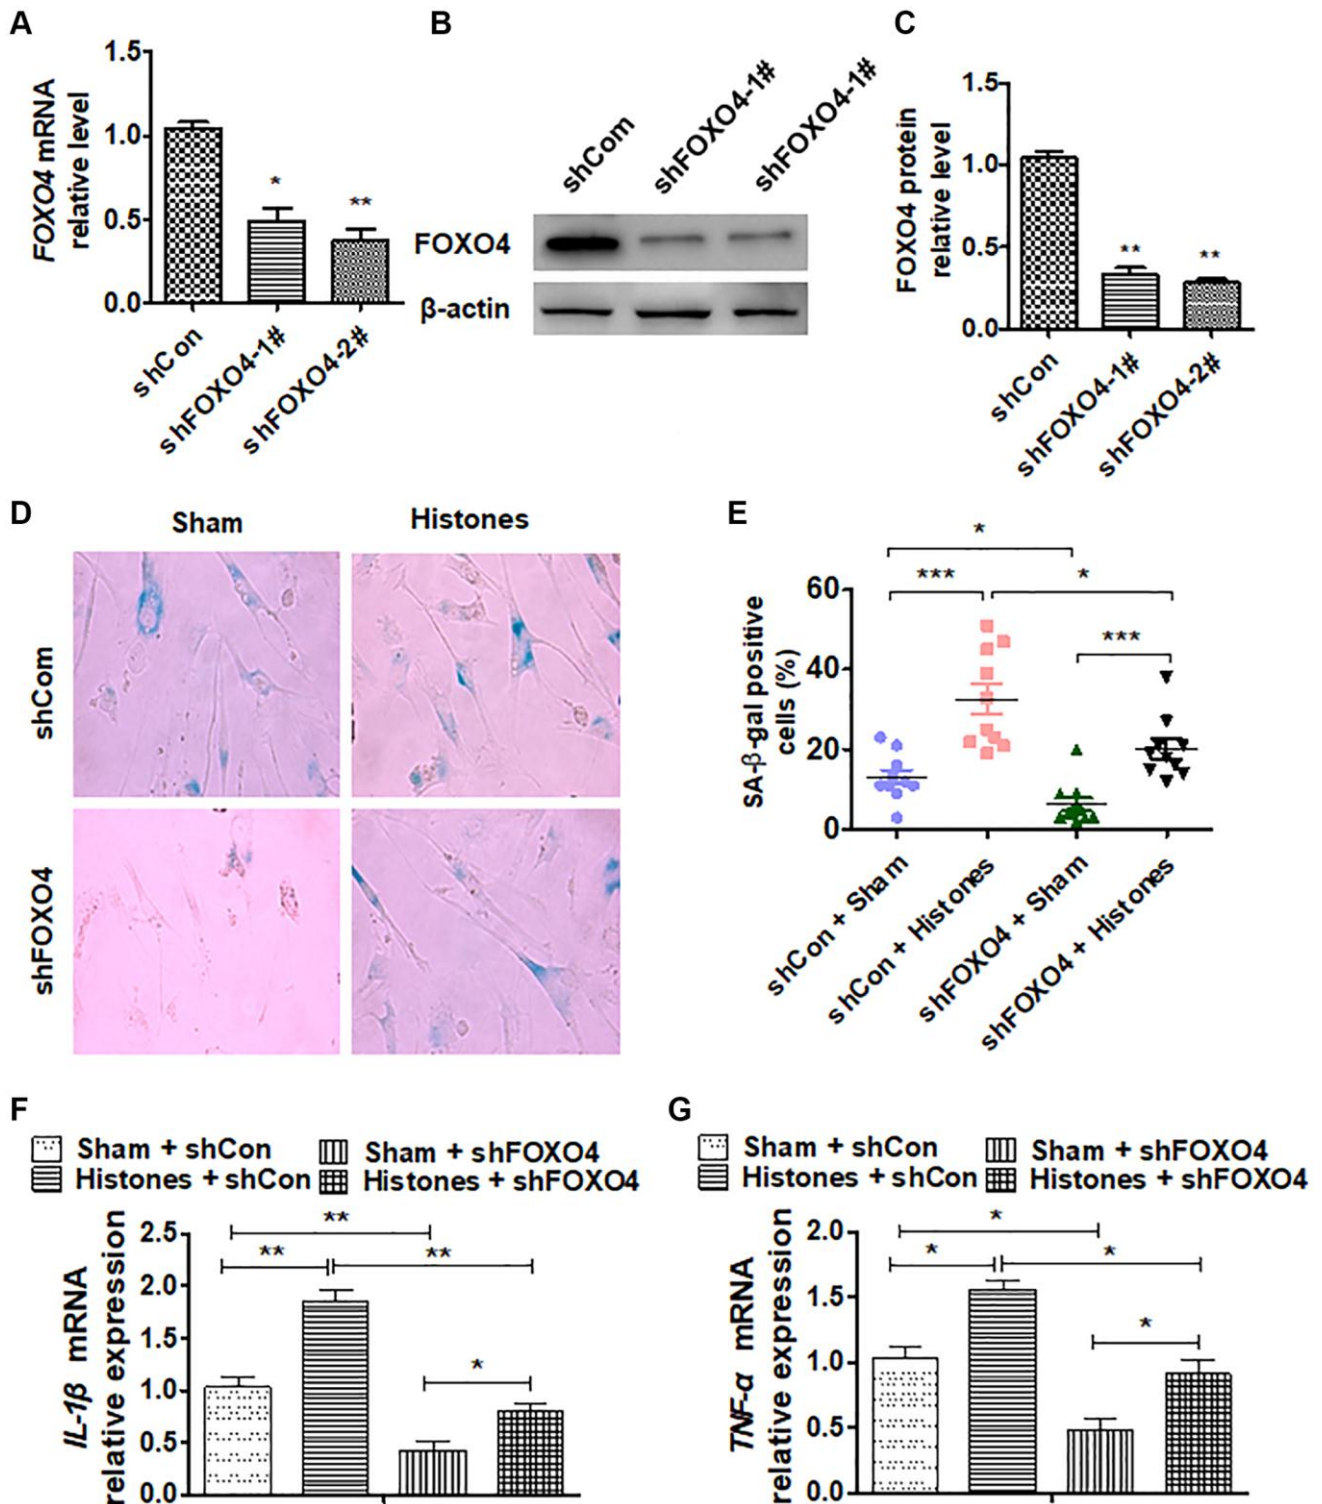 A
1.5
1.0
0.5
0.0
FOXO4 mRNA
relative level
*
**
shCon
shFOXO4-1#
shFOXO4-2#
B
shCom
shFOXO4-1#
shFOXO4-1#
FOXO4
β-actin
C
1.5
1.0
0.5
0.0
FOXO4 protein
relative level
**
**
shCon
shFOXO4-1#
shFOXO4-2#
D
Sham
Histones
shCom
shFOXO4
E
*
***
*
***
60
40
20
0
SA-β-gal positive
cells (%)
shCon + Sham
shCon + Histones
shFOXO4 + Sham
shFOXO4 + Histones
F
Sham + shCon
Sham + shFOXO4
Histones + shCon
Histones + shFOXO4
2.5
2.0
1.5
1.0
0.5
0.0
IL-1β mRNA
relative expression
**
**
**
*
G
Sham + shCon
Sham + shFOXO4
Histones + shCon
Histones + shFOXO4
2.0
1.5
1.0
0.5
0.0
TNF-α mRNA
relative expression
*
*
*
*